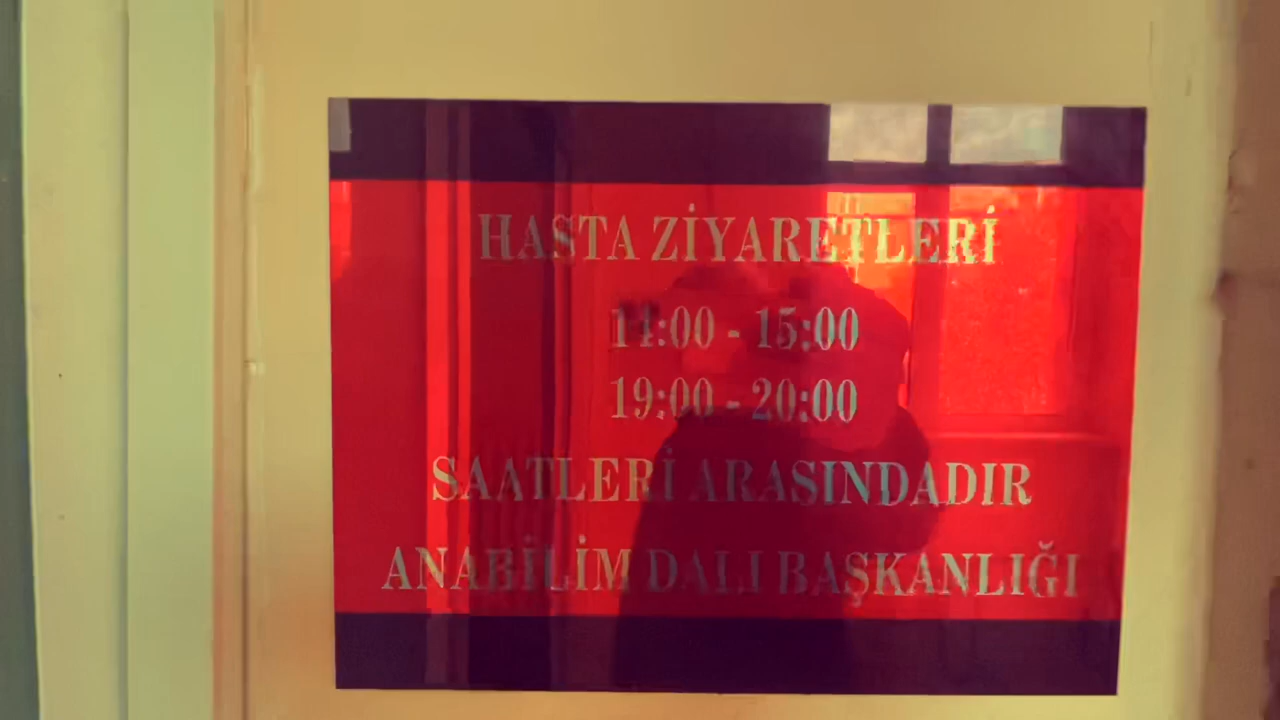 HASTA ZİYARETLERİ
14:00 - 15:00
19:00 - 20:00
SAATLERİ ARASINDADIR
ANABİLİM DALI BAŞKANLIĞI